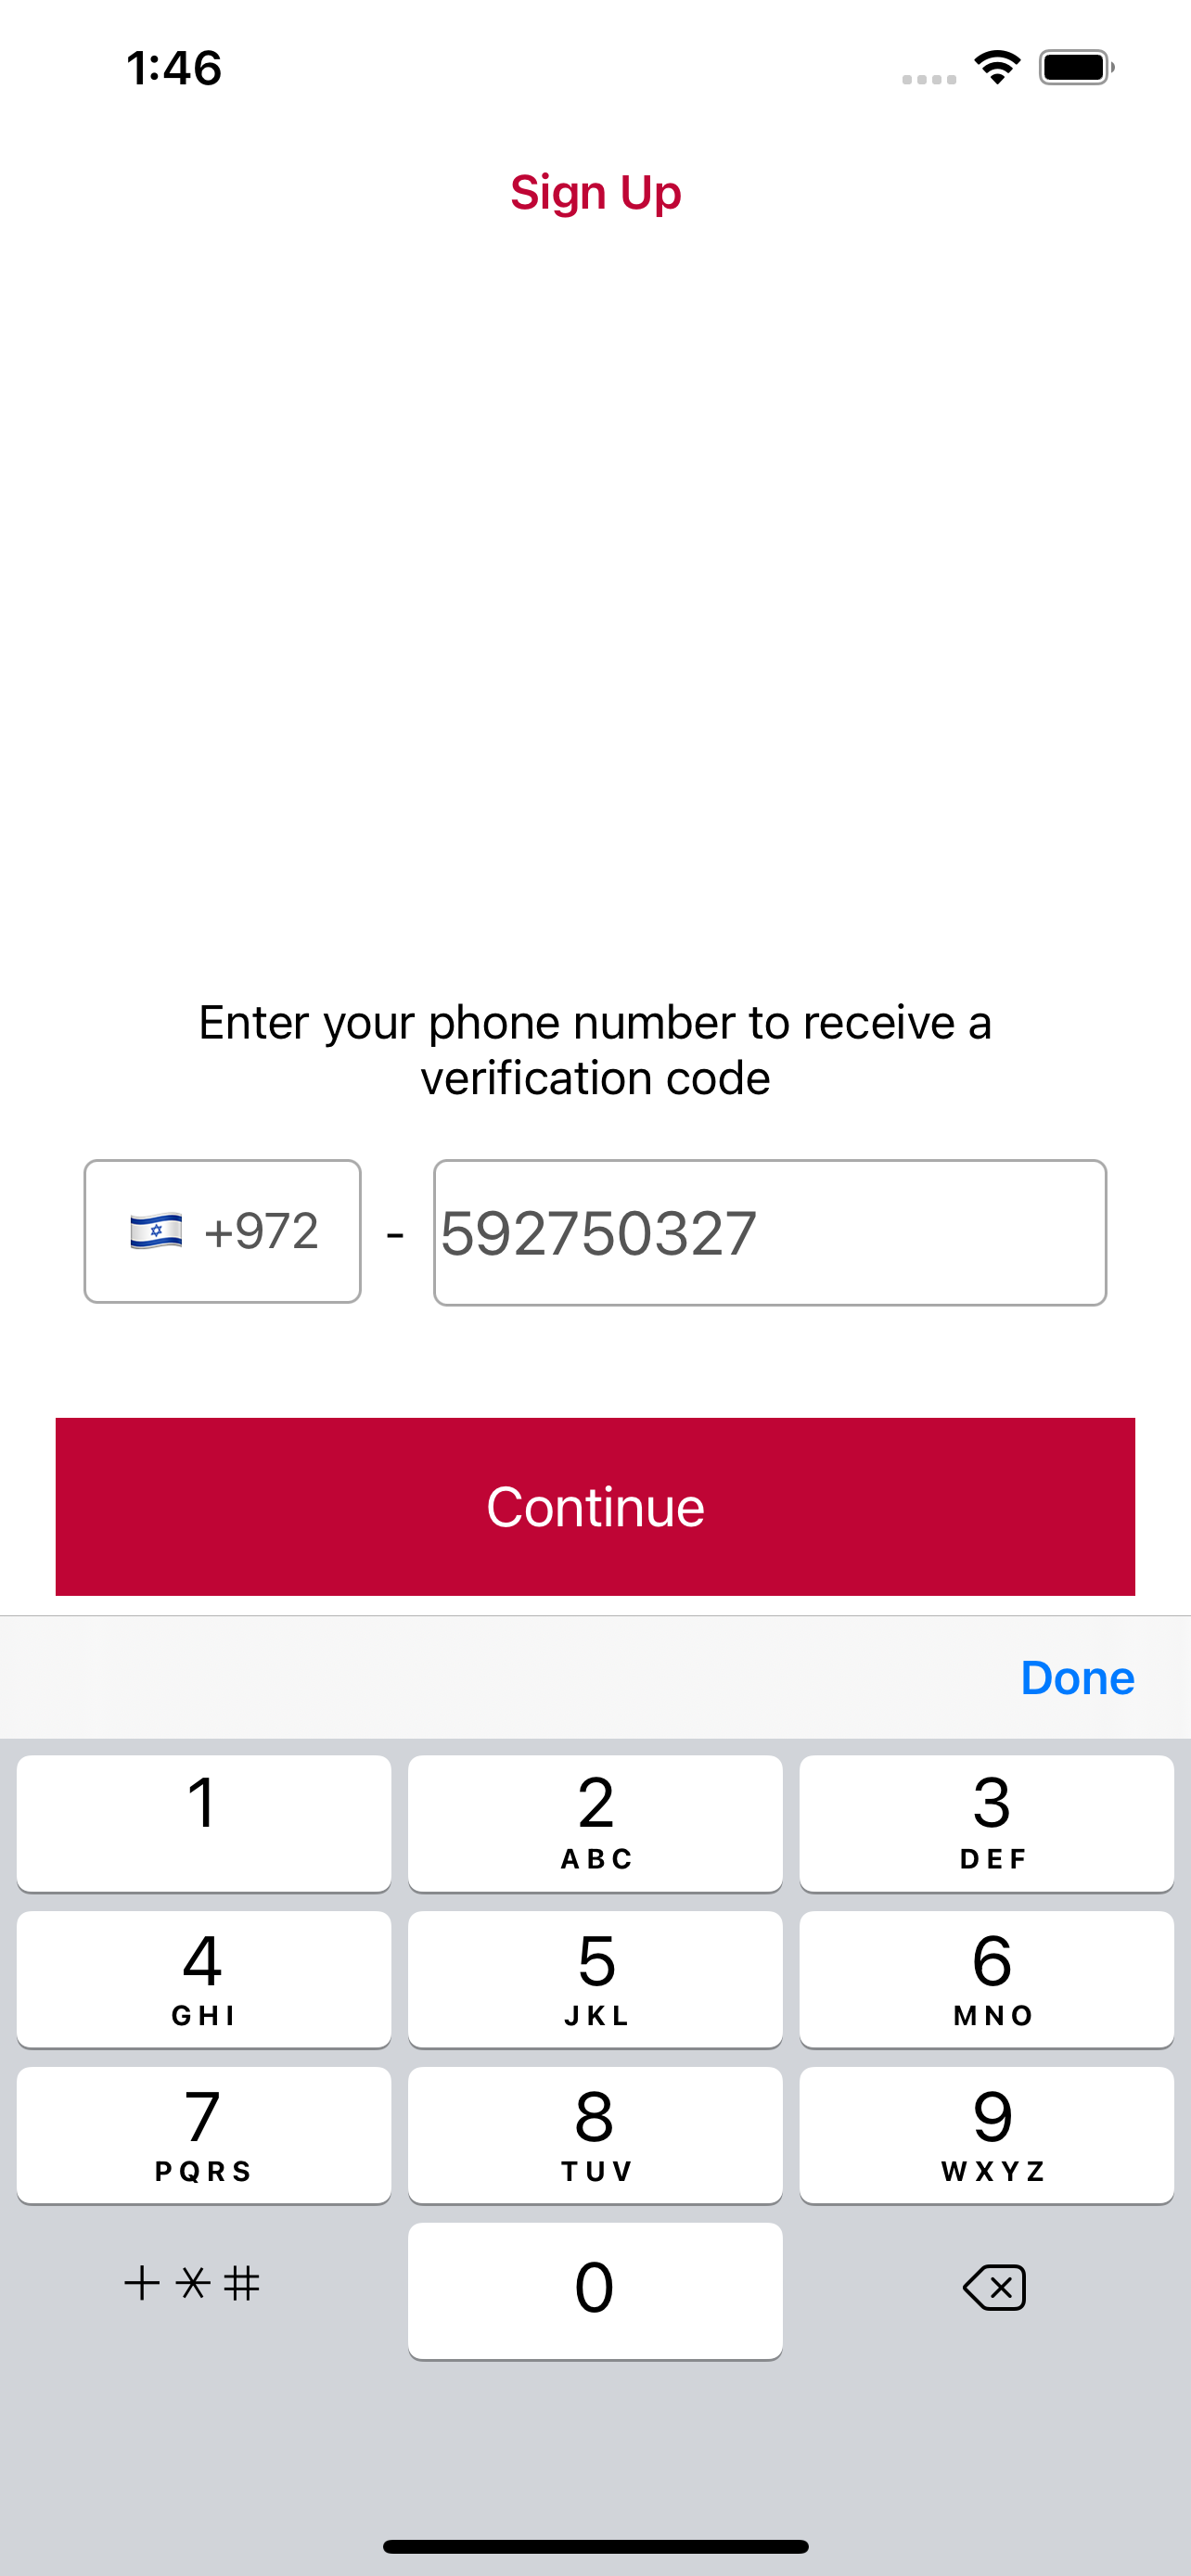 1:46
Sign Up
Enter your phone number to receive a
verification code
🇮🇱 +972 - 592750327
Continue
Done
1 2 3
ABC DEF
4 5 6
GHI JKL MNO
7 8 9
PQRS TUV WXYZ
+*# 0